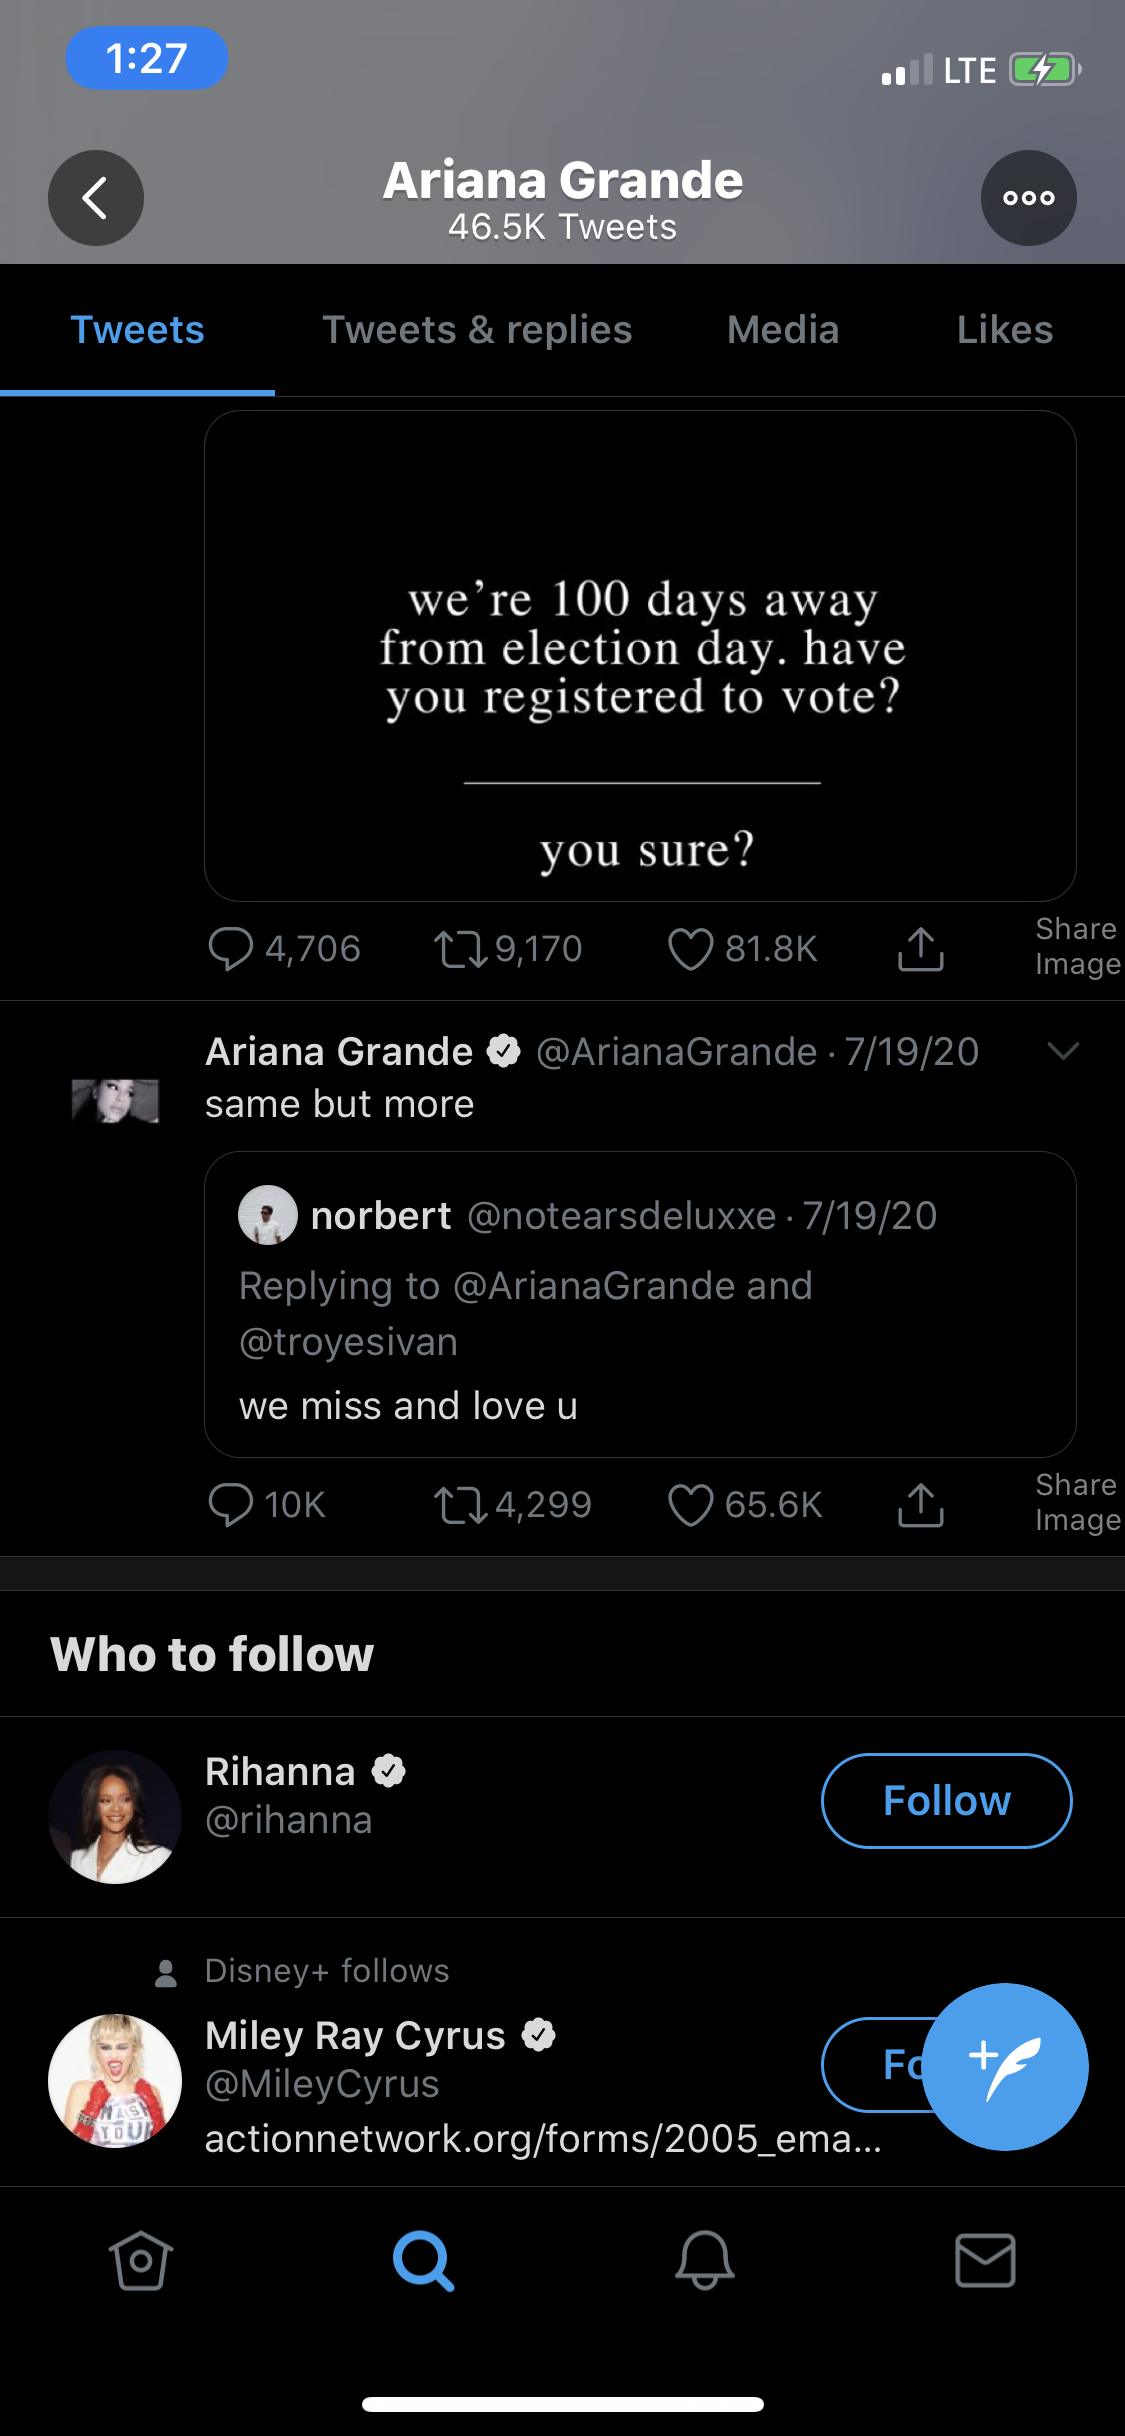 1:27
LTE
Ariana Grande
46.5K Tweets
Tweets
Tweets & replies
Media
Likes
we’re 100 days away
from election day. have
you registered to vote?
you sure?
4,706
9,170
81.8K
Share
Image
Ariana Grande @ArianaGrande · 7/19/20
same but more
norbert @notearsdeluxxe · 7/19/20
Replying to @ArianaGrande and
@troyesivan
we miss and love u
10K
4,299
65.6K
Share
Image
Who to follow
Rihanna
@rihanna
Follow
Disney+ follows
Miley Ray Cyrus
@MileyCyrus
Fo
actionnetwork.org/forms/2005_ema...